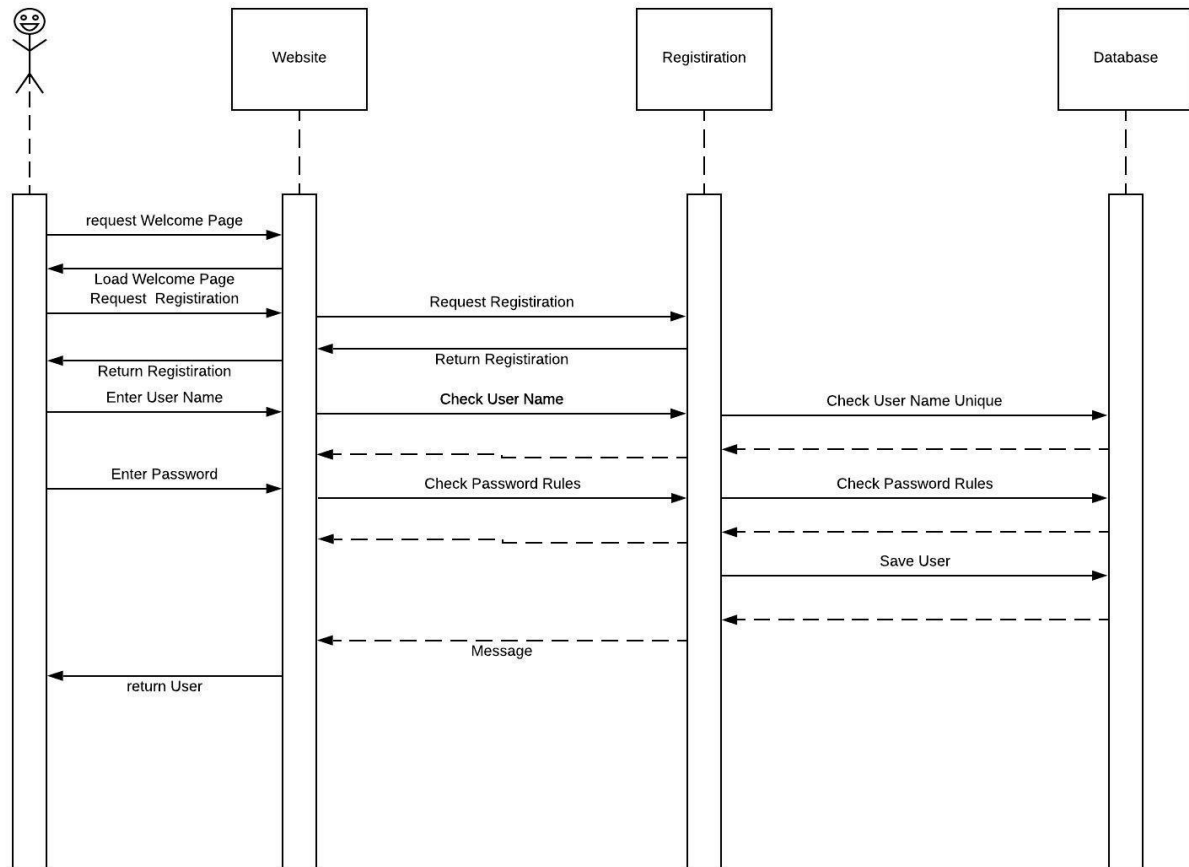 Website
Registiration
Database
request Welcome Page
Load Welcome Page
Request Registiration
Request Registiration
Return Registiration
Return Registiration
Enter User Name
Check User Name
Check User Name Unique
Enter Password
Check Password Rules
Check Password Rules
Save User
Message
return User